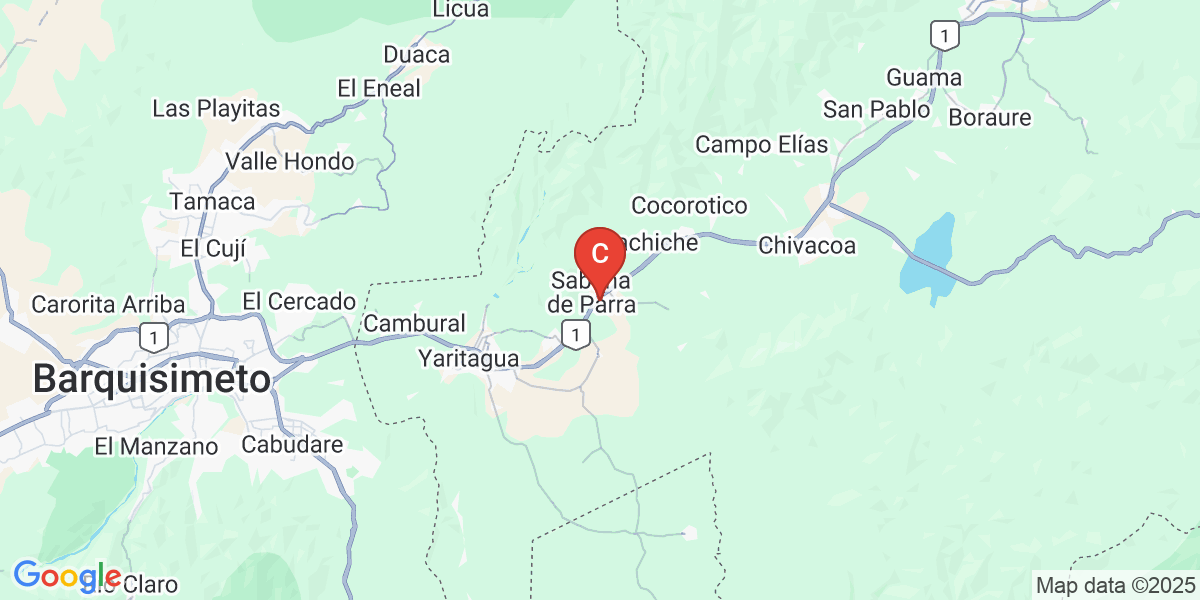 Licua
1
Duaca
Guama
El Eneal
Las Playitas
San Pablo
Boraure
Campo Elías
Valle Hondo
Tamaca
Cocorotico
achiche
El Cují
Chivacoa
C
Sabana
de Parra
Carorita Arriba
El Cercado
1
Cambural
1
Yaritagua
Barquisimeto
El Manzano
Cabudare
Google
Claro
Map data ©2025